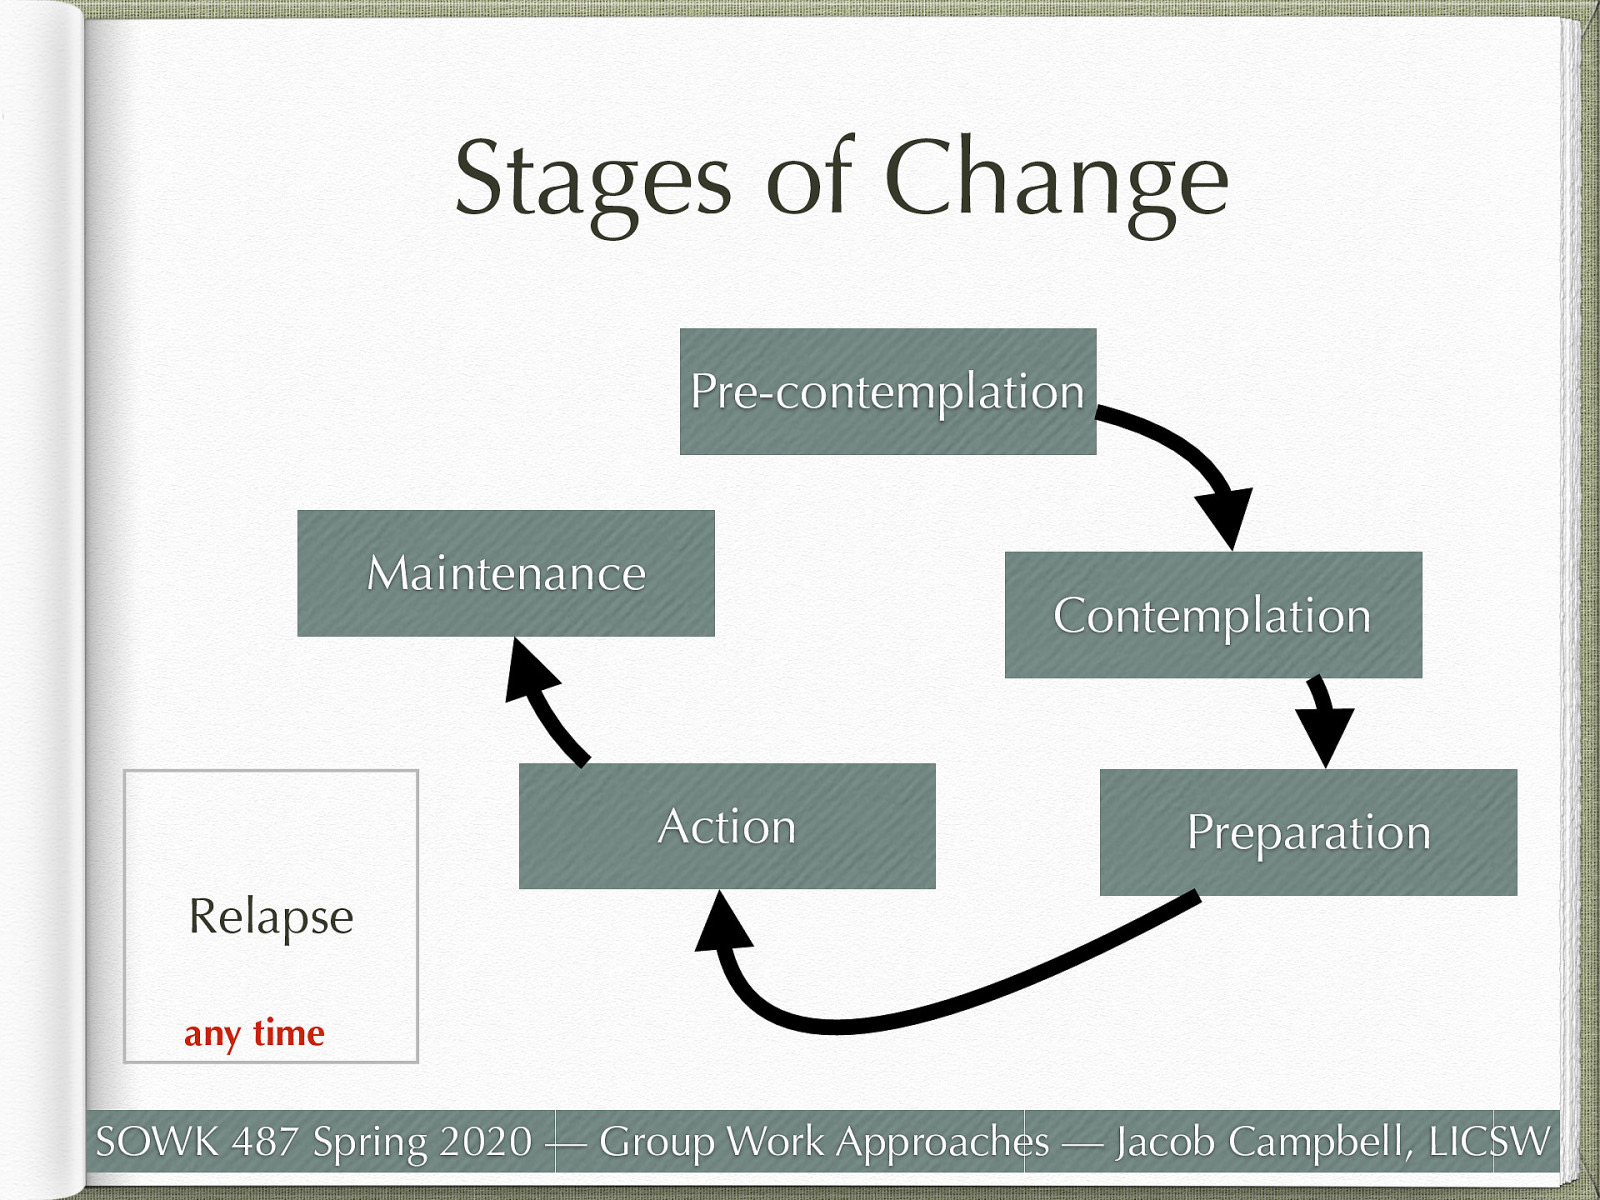 Stages of Change
Pre-contemplation
Maintenance
Contemplation
Action
Preparation
Relapse
any time
SOWK 487 Spring 2020 — Group Work Approaches — Jacob Campbell, LICSW